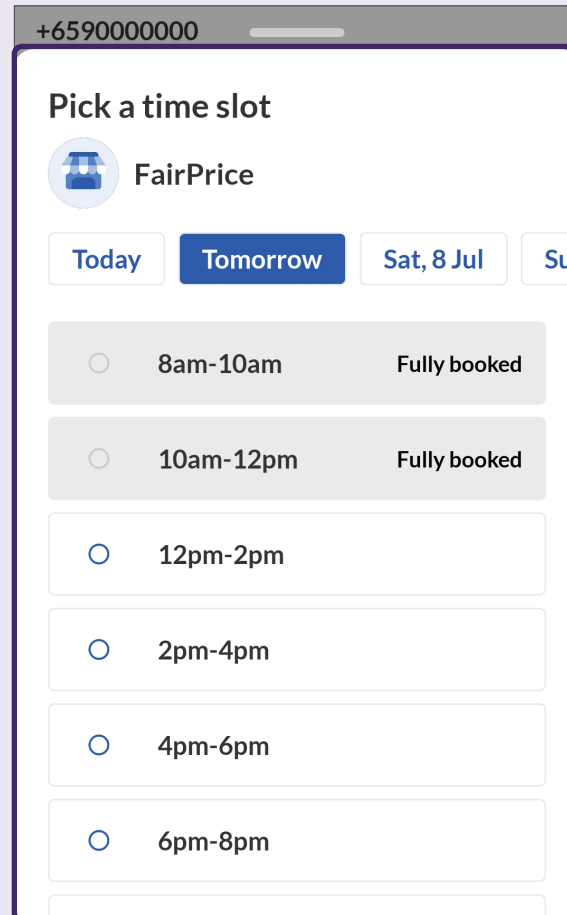 +6590000000
Pick a time slot
FairPrice
Today Tomorrow Sat, 8 Jul Su
8am-10am Fully booked
10am-12pm Fully booked
12pm-2pm
2pm-4pm
4pm-6pm
6pm-8pm